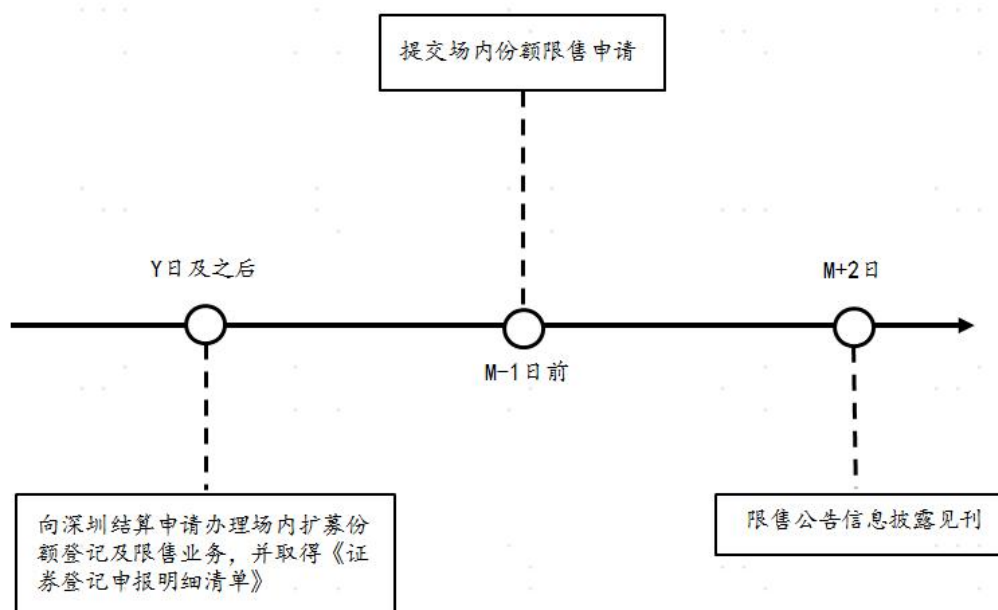 提交场内份额限售申请
Y日及之后
M+2日
M-1日前
向深圳结算申请办理场内扩募份
额登记及限售业务，并取得《证
券登记申报明细清单》
限售公告信息披露见刊